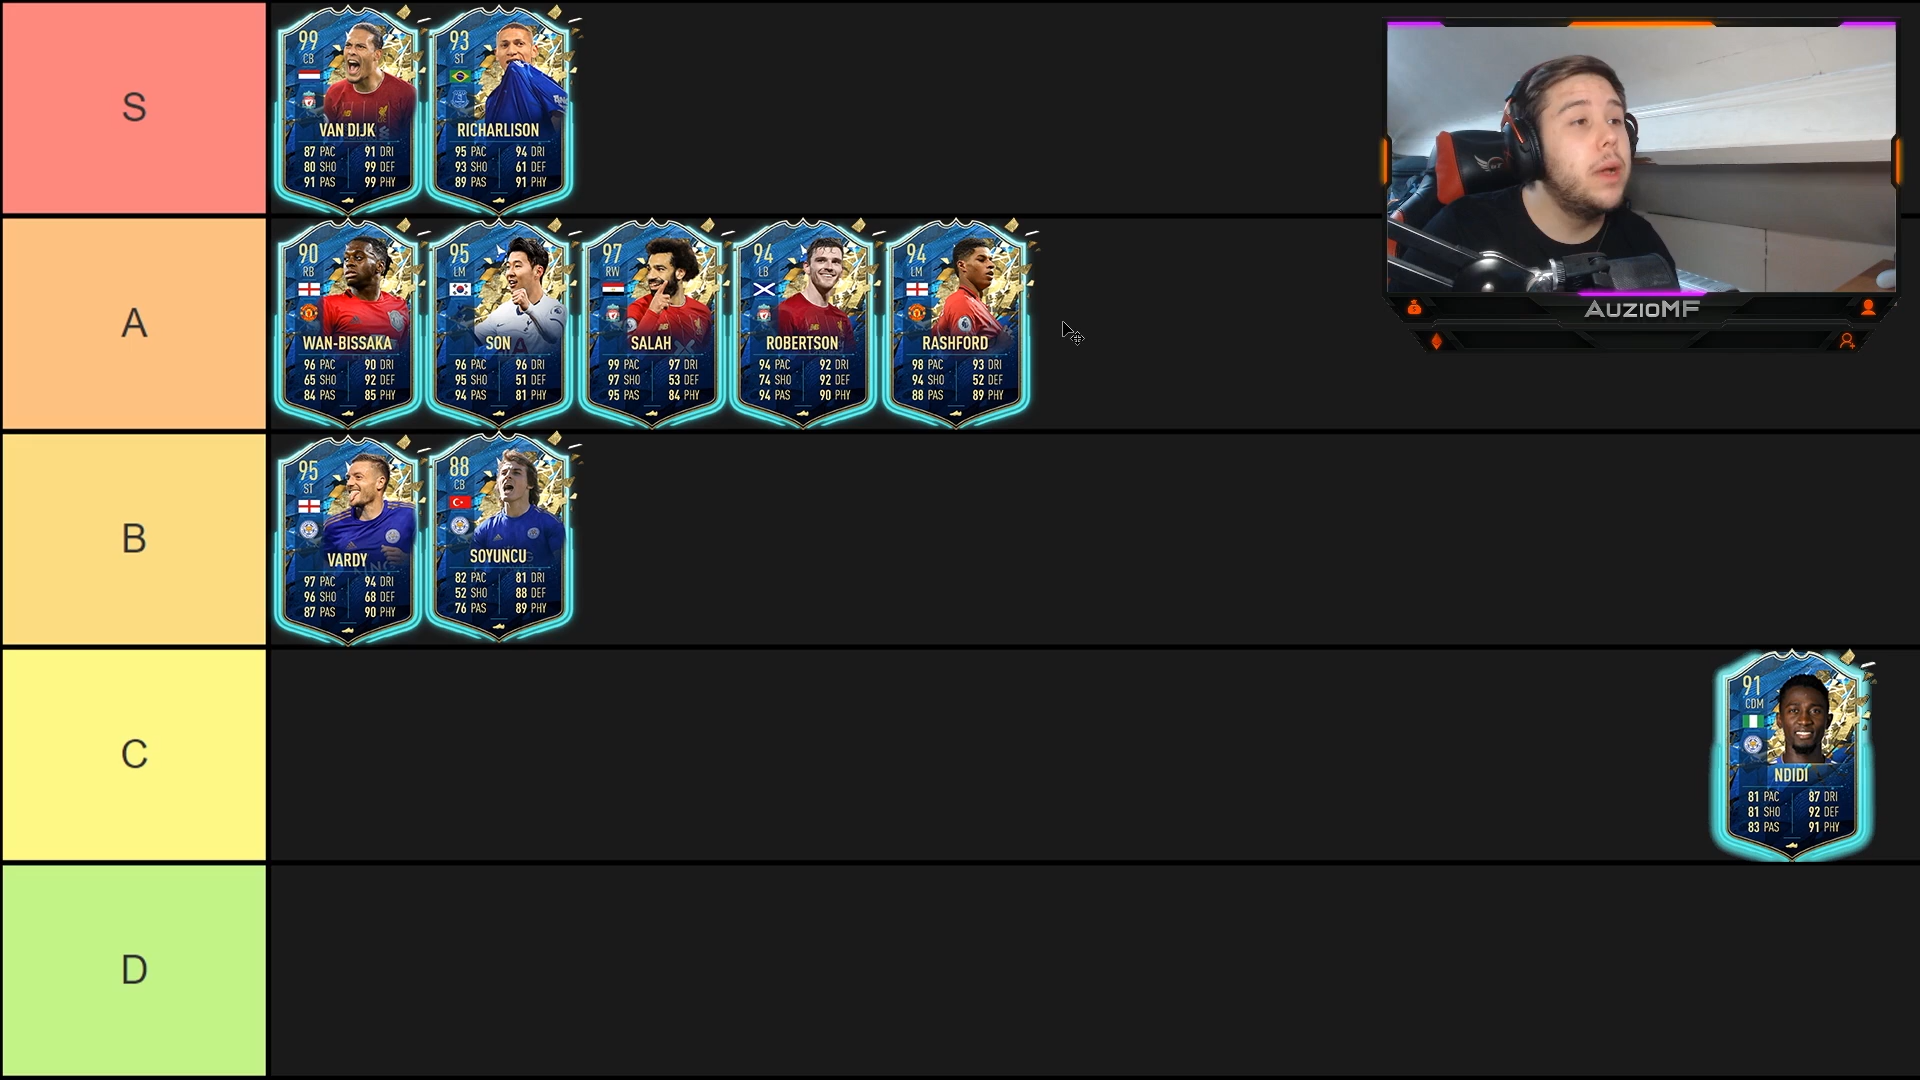 S
99
CB
VAN DIJK
87 PAC 91 DRI
80 SHO 99 DEF
91 PAS 99 PHY
93
ST
RICHARLISON
95 PAC 94 DRI
93 SHO 61 DEF
89 PAS 91 PHY
AUZIOMF
A
90
RB
WAN-BISSAKA
96 PAC 90 DRI
65 SHO 92 DEF
84 PAS 85 PHY
95
LM
SON
96 PAC 96 DRI
95 SHO 51 DEF
94 PAS 81 PHY
97
RW
SALAH
99 PAC 97 DRI
97 SHO 53 DEF
95 PAS 84 PHY
94
LB
ROBERTSON
94 PAC 92 DRI
74 SHO 92 DEF
94 PAS 90 PHY
94
LM
RASHFORD
98 PAC 93 DRI
94 SHO 52 DEF
88 PAS 89 PHY
B
95
ST
VARDY
97 PAC 94 DRI
96 SHO 68 DEF
87 PAS 90 PHY
88
CB
SOYUNCU
82 PAC 81 DRI
52 SHO 88 DEF
76 PAS 89 PHY
C
91
CDM
NDIDI
81 PAC 87 DRI
81 SHO 92 DEF
83 PAS 91 PHY
D